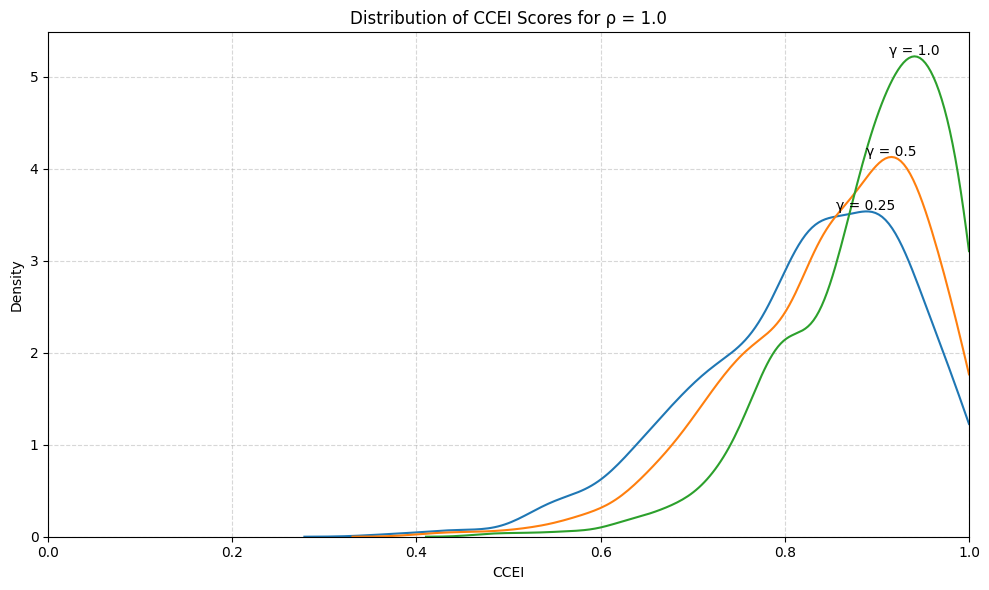 Distribution of CCEI Scores for ρ = 1.0
γ = 1.0
γ = 0.5
γ = 0.25
Density
5
4
3
2
1
0
0.0 0.2 0.4 0.6 0.8 1.0
CCEI